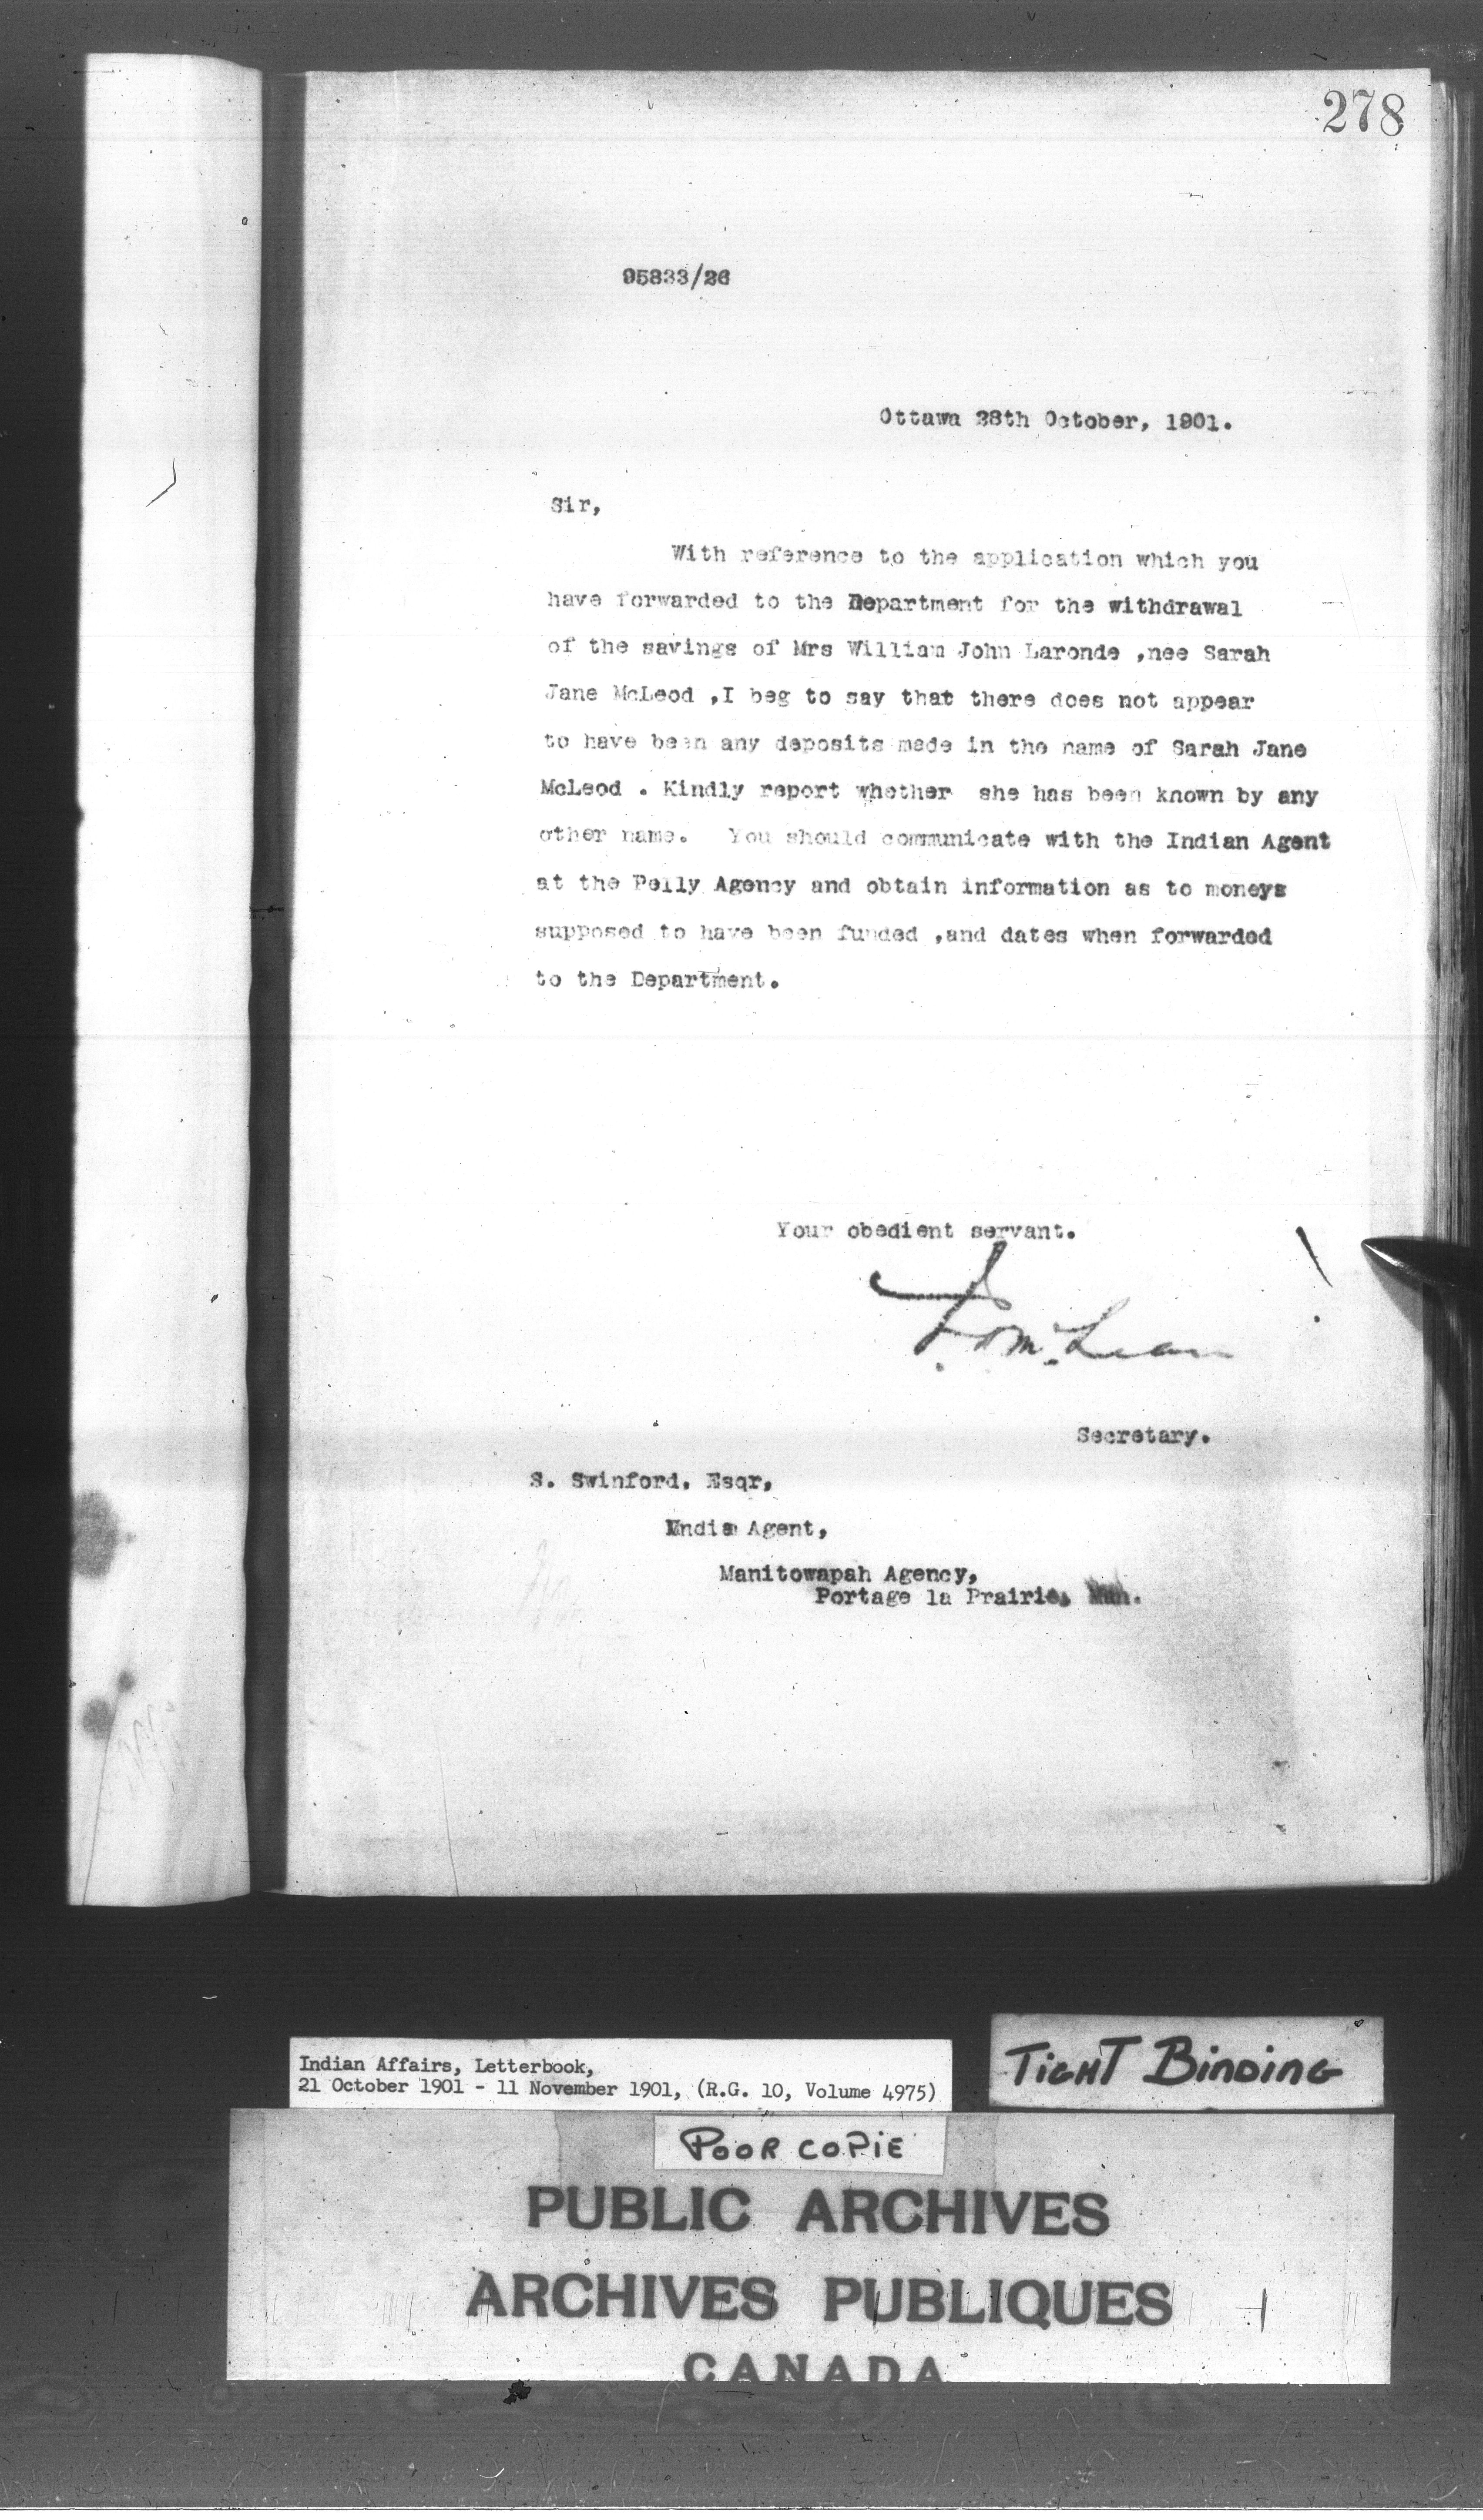 278
95833/26
Ottawa 28th October, 1901.
Sir,
With reference to the application which you
have forwarded to the Department for the withdrawal
of the savings of Mrs William John Laronde ,nee Sarah
Jane McLeod ,I beg to say that there does not appear
to have been any deposits made in the name of Sarah Jane
McLeod . Kindly report whether she has been known by any
other name. You should communicate with the Indian Agent
at the Pelly Agency and obtain information as to moneys
supposed to have been funded ,and dates when forwarded
to the Department.
Your obedient servant.
McLean
Secretary.
S. Swinford. Esqr,
Agent,
Manitowapah Agency,
Portage la Prairie, Man.
Indian Affairs, Letterbook,
21 October 1901 - 11 November 1901, (R.G. 10, Volume 4975)
TIGHT BINDING
POOR COPIE
PUBLIC ARCHIVES
ARCHIVES PUBLIQUES
CANADA